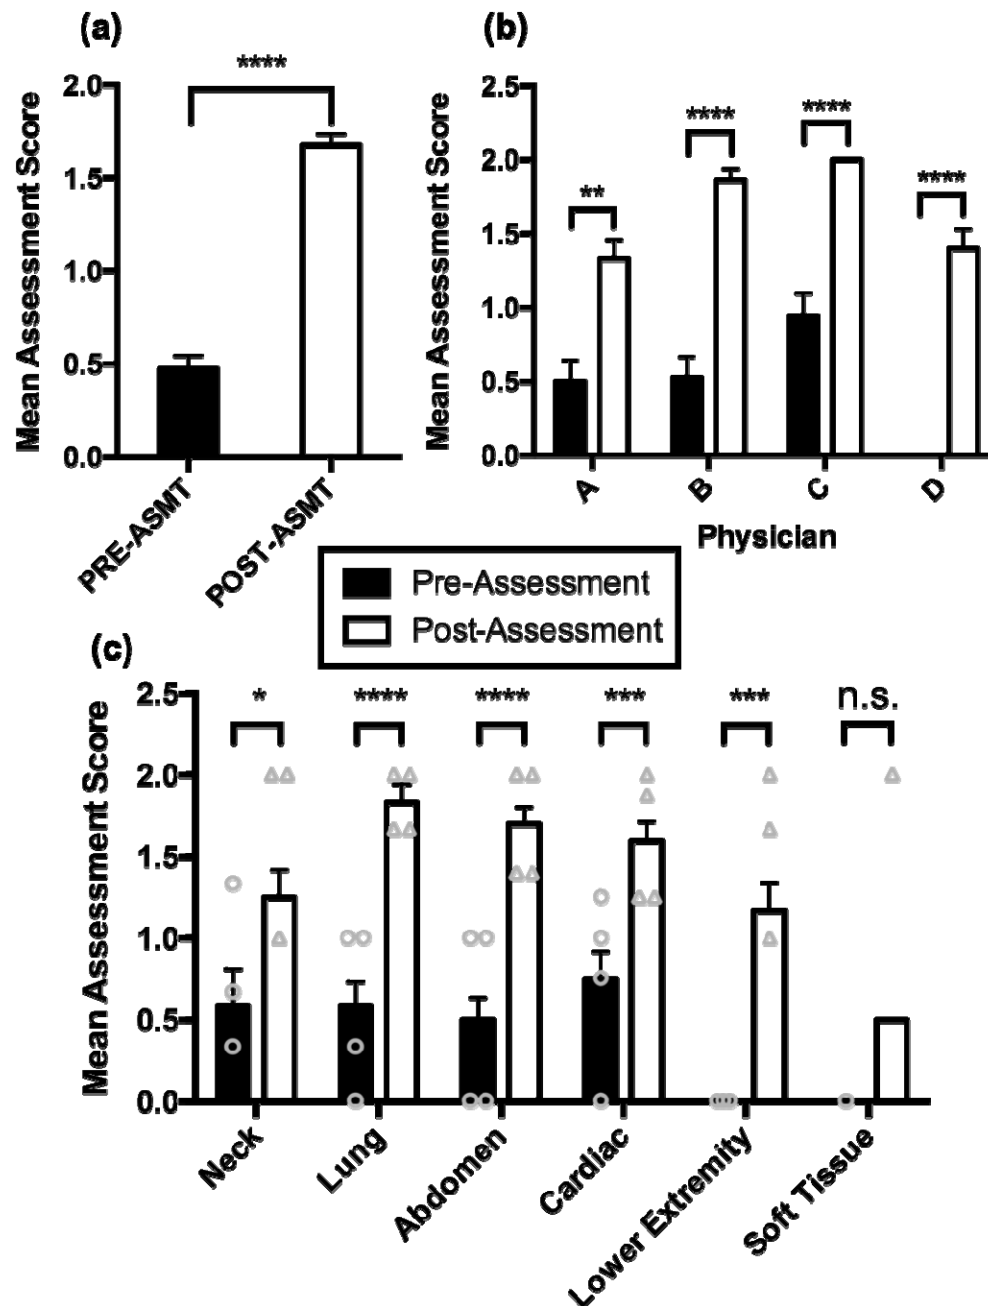 (a)
****
Mean Assessment Score
2.0
1.5
1.0
0.5
0.0
PRE-ASMT
POST-ASMT
(b)
Mean Assessment Score
2.5
2.0
1.5
1.0
0.5
0.0
**
****
****
****
A
B
C
D
Physician
Pre-Assessment
Post-Assessment
(c)
Mean Assessment Score
2.5
2.0
1.5
1.0
0.5
0.0
*
****
****
***
***
n.s.
Neck
Lung
Abdomen
Cardiac
Lower Extremity
Soft Tissue